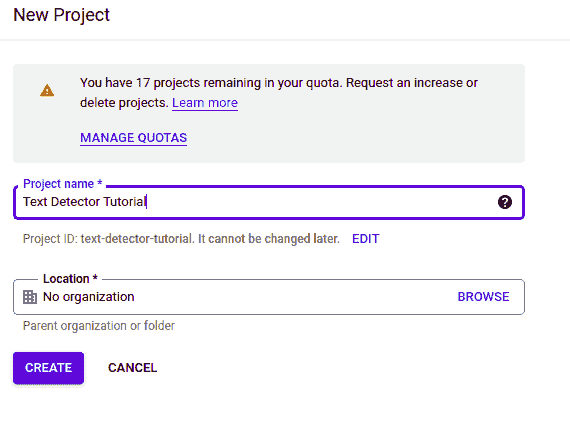 New Project
You have 17 projects remaining in your quota. Request an increase or
delete projects. Learn more
MANAGE QUOTAS
Project name *
Text Detector Tutorial
?
Project ID: text-detector-tutorial. It cannot be changed later. EDIT
Location *
No organization BROWSE
Parent organization or folder
CREATE CANCEL